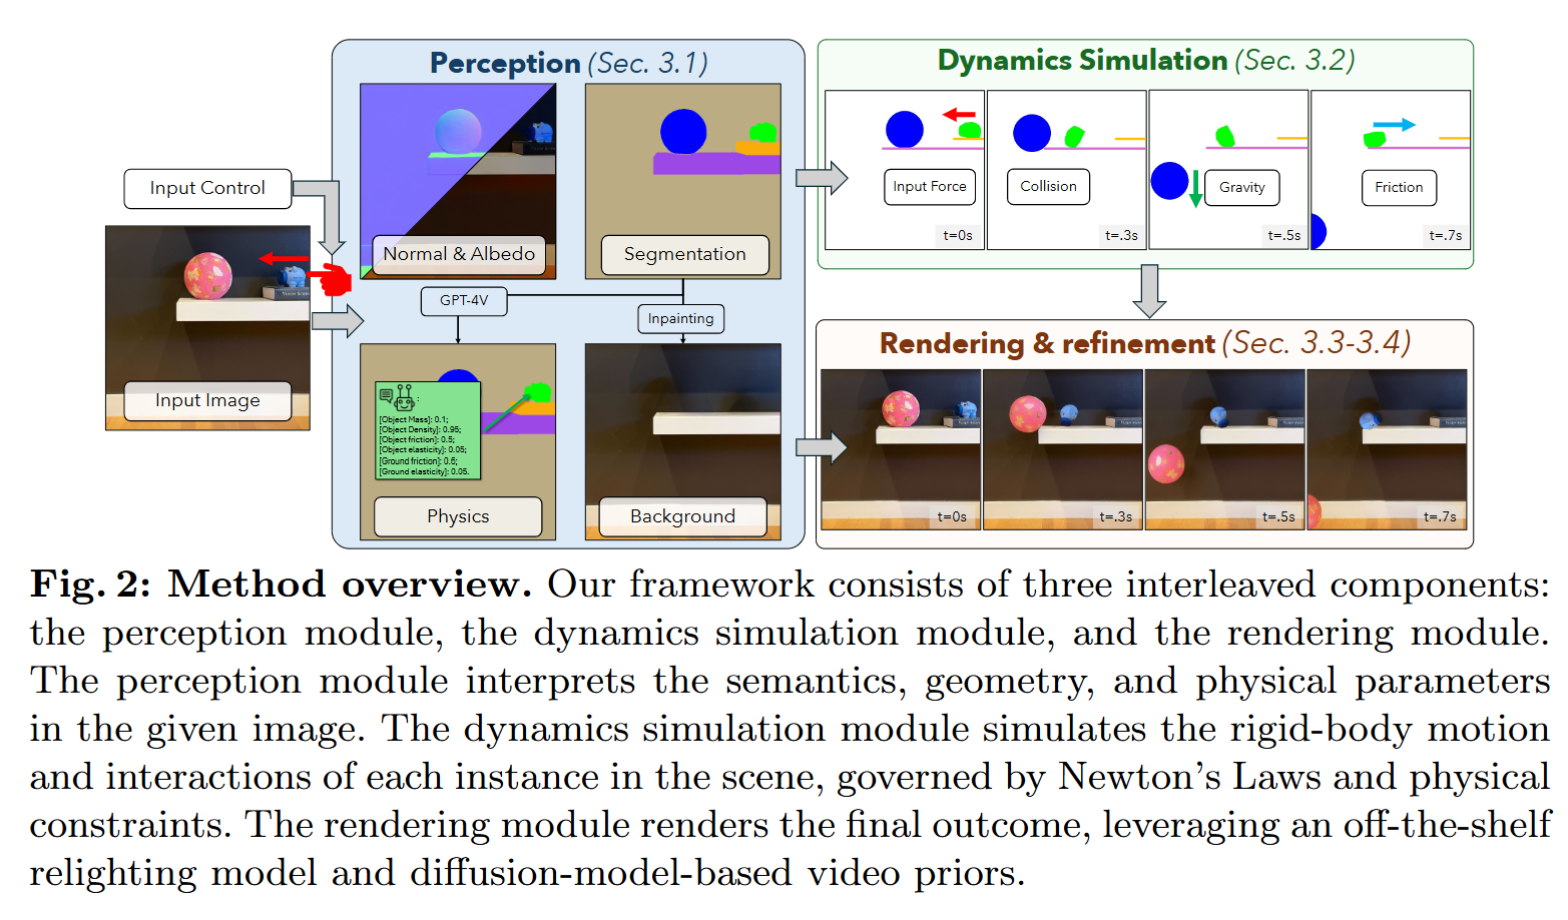 Perception (Sec. 3.1)
Dynamics Simulation (Sec. 3.2)
Input Control
Input Image
Normal & Albedo
Segmentation
GPT-4V
Inpainting
[Object Mass]: 0.1;
[Object Density]: 0.95;
[Object friction]: 0.5;
[Object elasticity]: 0.05;
[Ground friction]: 0.6;
[Ground elasticity]: 0.05.
Physics
Background
Input Force
t=0s
Collision
t=.3s
Gravity
t=.5s
Friction
t=.7s
Rendering & refinement (Sec. 3.3-3.4)
t=0s
t=.3s
t=.5s
t=.7s
Fig. 2: Method overview. Our framework consists of three interleaved components:
the perception module, the dynamics simulation module, and the rendering module.
The perception module interprets the semantics, geometry, and physical parameters
in the given image. The dynamics simulation module simulates the rigid-body motion
and interactions of each instance in the scene, governed by Newton's Laws and physical
constraints. The rendering module renders the final outcome, leveraging an off-the-shelf
relighting model and diffusion-model-based video priors.